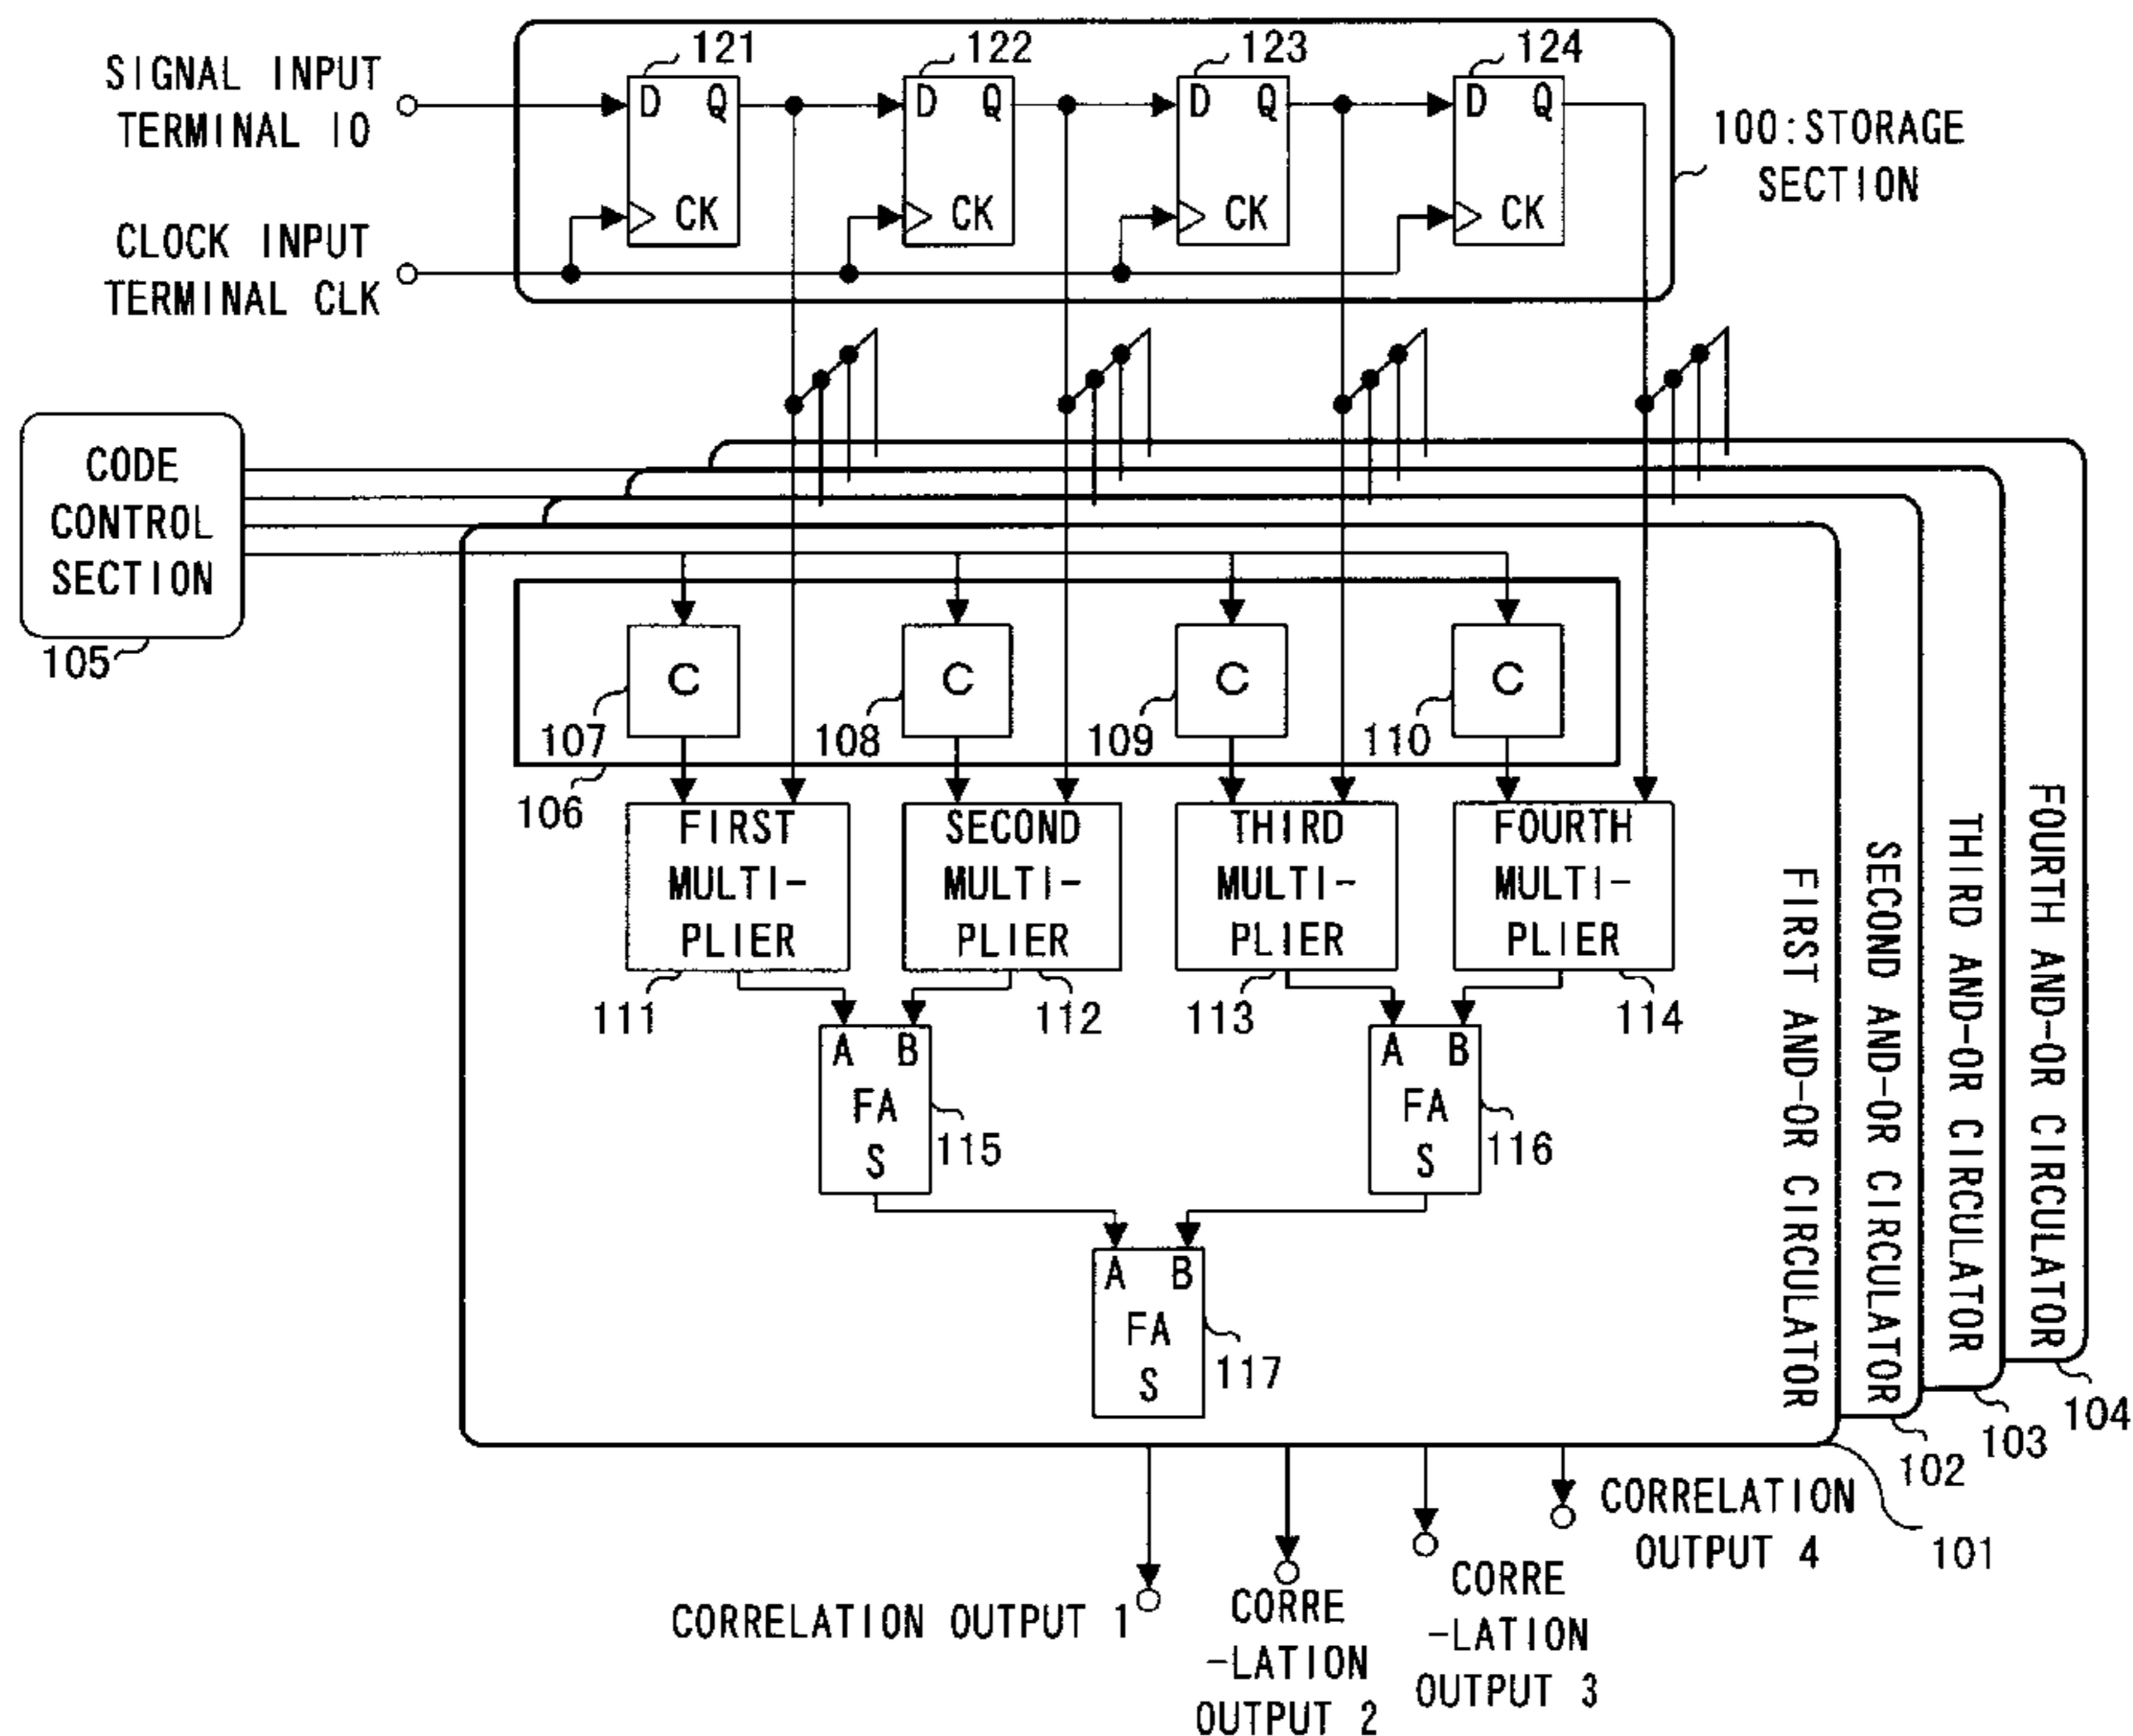 121
122
123
124
SIGNAL INPUT
TERMINAL IO
D Q
D Q
D Q
D Q
100:STORAGE
SECTION
CK
CK
CK
CK
CLOCK INPUT
TERMINAL CLK
CODE
CONTROL
SECTION
105
C
C
C
C
107
108
109
110
106
FIRST
MULTI-
PLIER
SECOND
MULTI-
PLIER
THIRD
MULTI-
PLIER
FOURTH
MULTI-
PLIER
111
112
113
114
A B
FA
S
115
A B
FA
S
116
A B
FA
S
117
FIRST AND-OR CIRCULATOR
SECOND AND-OR CIRCULATOR
THIRD AND-OR CIRCULATOR
FOURTH AND-OR CIRCULATOR
104
103
102
101
CORRELATION OUTPUT 1
CORRE
-LATION
OUTPUT 2
CORRE
-LATION
OUTPUT 3
CORRELATION
OUTPUT 4